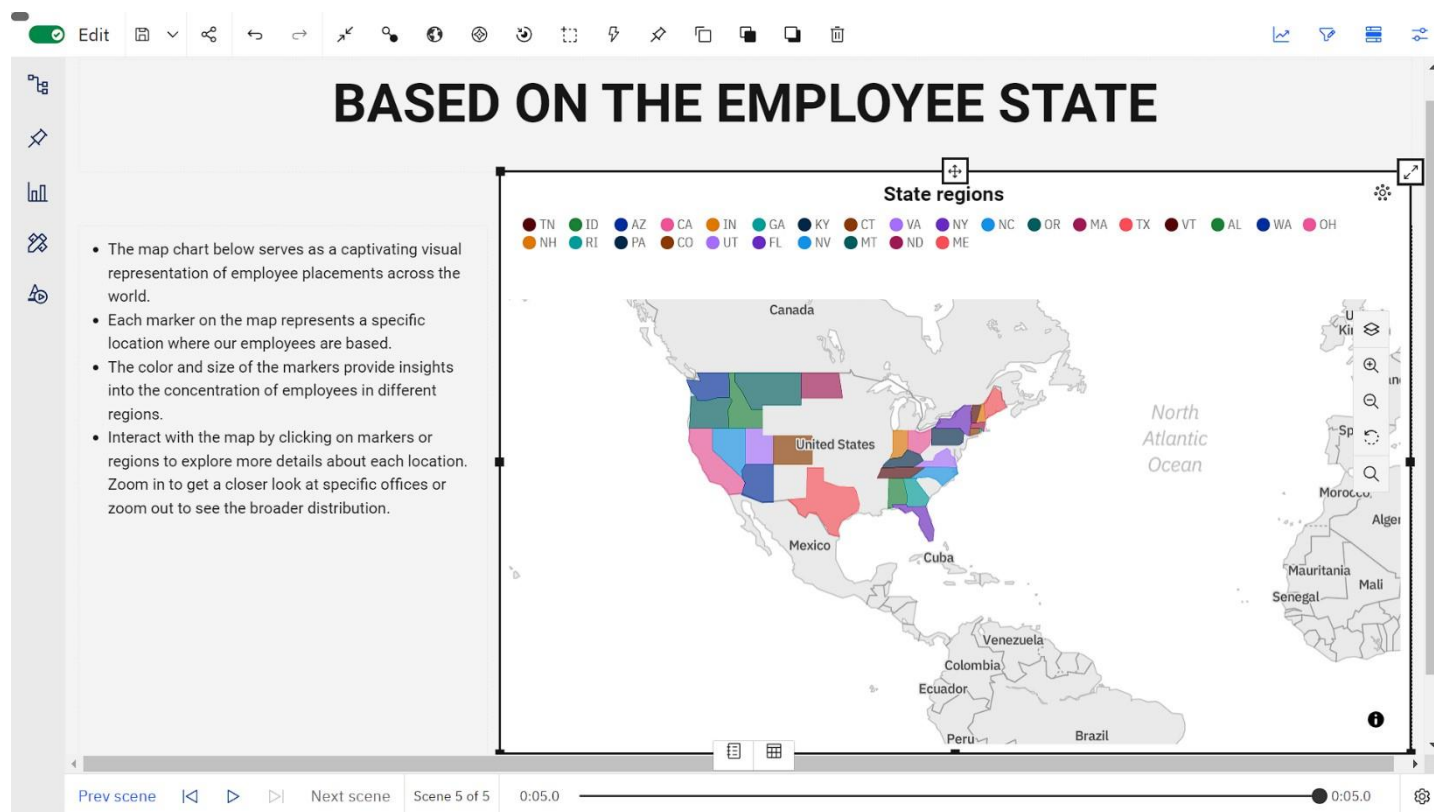 Edit
BASED ON THE EMPLOYEE STATE
• The map chart below serves as a captivating visual
representation of employee placements across the
world.
• Each marker on the map represents a specific
location where our employees are based.
• The color and size of the markers provide insights
into the concentration of employees in different
regions.
• Interact with the map by clicking on markers or
regions to explore more details about each location.
Zoom in to get a closer look at specific offices or
zoom out to see the broader distribution.
State regions
TN ID AZ CA IN GA KY CT VA NY NC OR MA TX VT AL WA OH
NH RI PA CO UT FL NV MT ND ME
Canada
United States
North
Atlantic
Ocean
Mexico
Cuba
Morocco
Mauritania
Mali
Senegal
Venezuela
Colombia
Ecuador
Peru
Brazil
Prev scene Next scene Scene 5 of 5 0:05.0 0:05.0